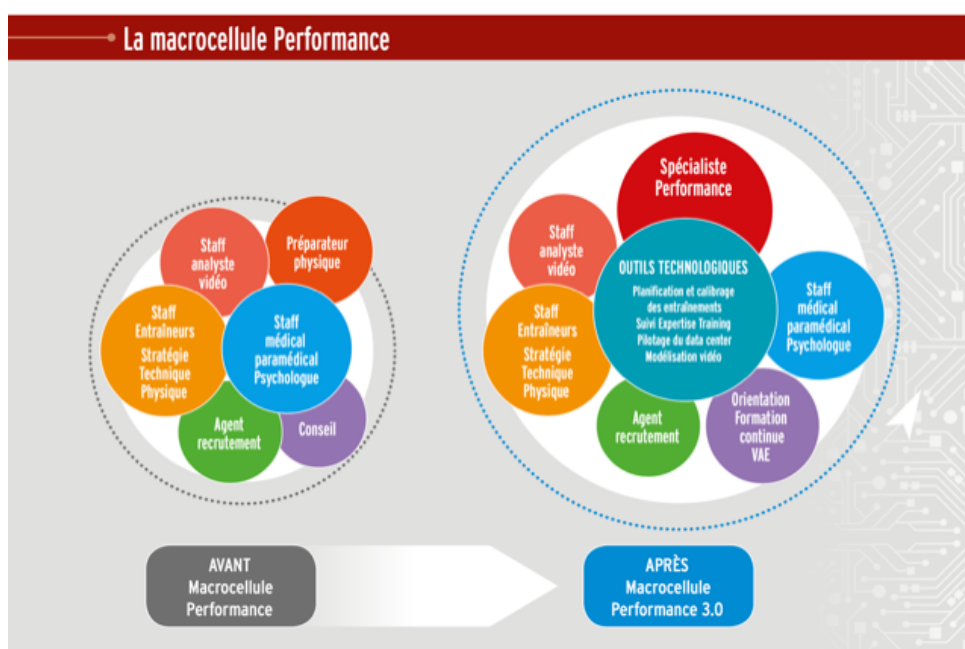 La macrocellule Performance
Staff
analyste
vidéo
Préparateur
physique
Staff
Entraîneurs
Stratégie
Technique
Physique
Staff
médical
paramédical
Psychologue
Agent
recrutement
Conseil
Spécialiste
Performance
Staff
analyste
vidéo
OUTILS TECHNOLOGIQUES
Planification et calibrage
des entraînements
Suivi Expertise Training
Pilotage du data center
Modélisation vidéo
Staff
Entraîneurs
Stratégie
Technique
Physique
Staff
médical
paramédical
Psychologue
Agent
recrutement
Orientation
Formation
continue
VAE
AVANT
Macrocellule
Performance
APRÈS
Macrocellule
Performance 3.0